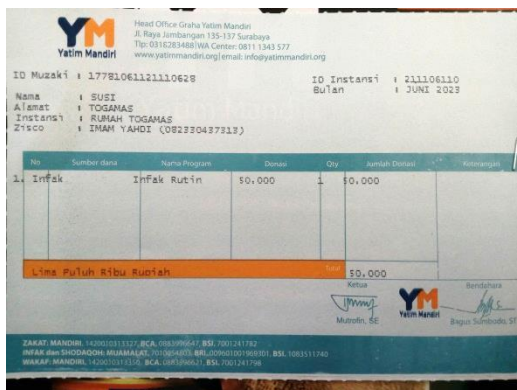 YM
Yatim Mandiri
Head Office Graha Yatim Mandiri
Jl. Raya Jambangan 135-137 Surabaya
Tlp: 0316283488|WA Center: 0811 1343 577
www.yatimmandiri.org|email: info@yatimmandiri.org
ID Muzaki : 17781061121110628
ID Instansi : 211106110
Bulan : JUNI 2023
Nama : SUSI
Alamat : TOGAMAS
Instansi : RUMAH TOGAMAS
Zisco : IMAM YAHDI (082330437313)
No Sumber dana Nama Program Donasi Qty Jumlah Donasi Keterangan
1. Infak Infak Rutin 50.000 1 50.000
Lima Puluh Ribu Rupiah Total 50.000
Ketua
Bendahara
YM
Yatim Mandiri
Mutrofin, SE
Bagus Sumbodo, ST
ZAKAT: MANDIRI. 1420010313327, BCA. 0883996647, BSI. 7001241782
INFAK dan SHODAQOH: MUAMALAT. BRI. BSI. 1083511740
WAKAF: MANDIRI. BCA. BSI. 7001241798